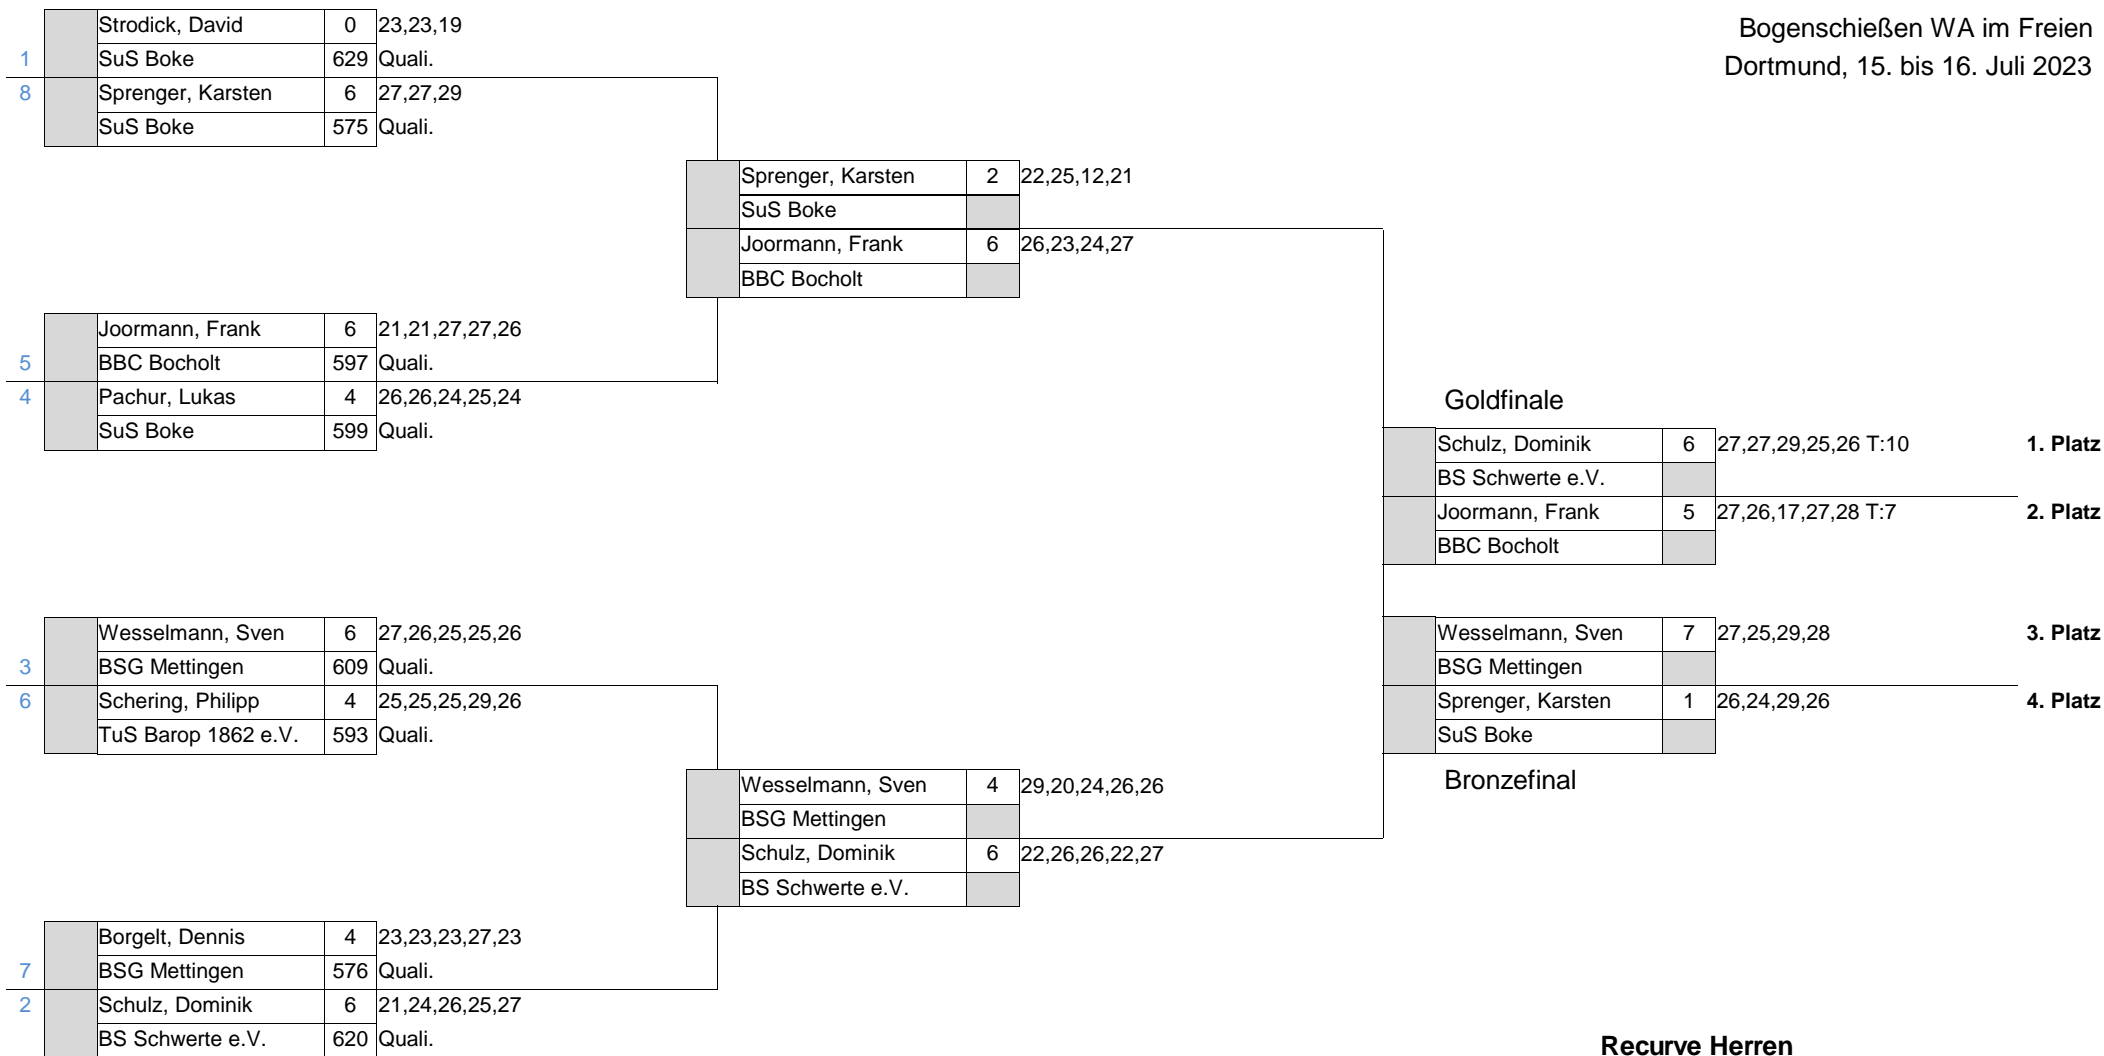 Bogenschießen WA im Freien
Dortmund, 15. bis 16. Juli 2023
Strodick, David 0 23,23,19
1 SuS Boke 629 Quali.
8 Sprenger, Karsten 6 27,27,29
SuS Boke 575 Quali.
Sprenger, Karsten 2 22,25,12,21
SuS Boke
Joormann, Frank 6 26,23,24,27
BBC Bocholt
Joormann, Frank 6 21,21,27,27,26
5 BBC Bocholt 597 Quali.
4 Pachur, Lukas 4 26,26,24,25,24
SuS Boke 599 Quali.
Goldfinale
Schulz, Dominik 6 27,27,29,25,26 T:10 1. Platz
BS Schwerte e.V.
Joormann, Frank 5 27,26,17,27,28 T:7 2. Platz
BBC Bocholt
Wesselmann, Sven 6 27,26,25,25,26
3 BSG Mettingen 609 Quali.
6 Schering, Philipp 4 25,25,25,29,26
TuS Barop 1862 e.V. 593 Quali.
Wesselmann, Sven 7 27,25,29,28 3. Platz
BSG Mettingen
Sprenger, Karsten 1 26,24,29,26 4. Platz
SuS Boke
Bronzefinal
Wesselmann, Sven 4 29,20,24,26,26
BSG Mettingen
Schulz, Dominik 6 22,26,26,22,27
BS Schwerte e.V.
Borgelt, Dennis 4 23,23,23,27,23
7 BSG Mettingen 576 Quali.
2 Schulz, Dominik 6 21,24,26,25,27
BS Schwerte e.V. 620 Quali.
Recurve Herren